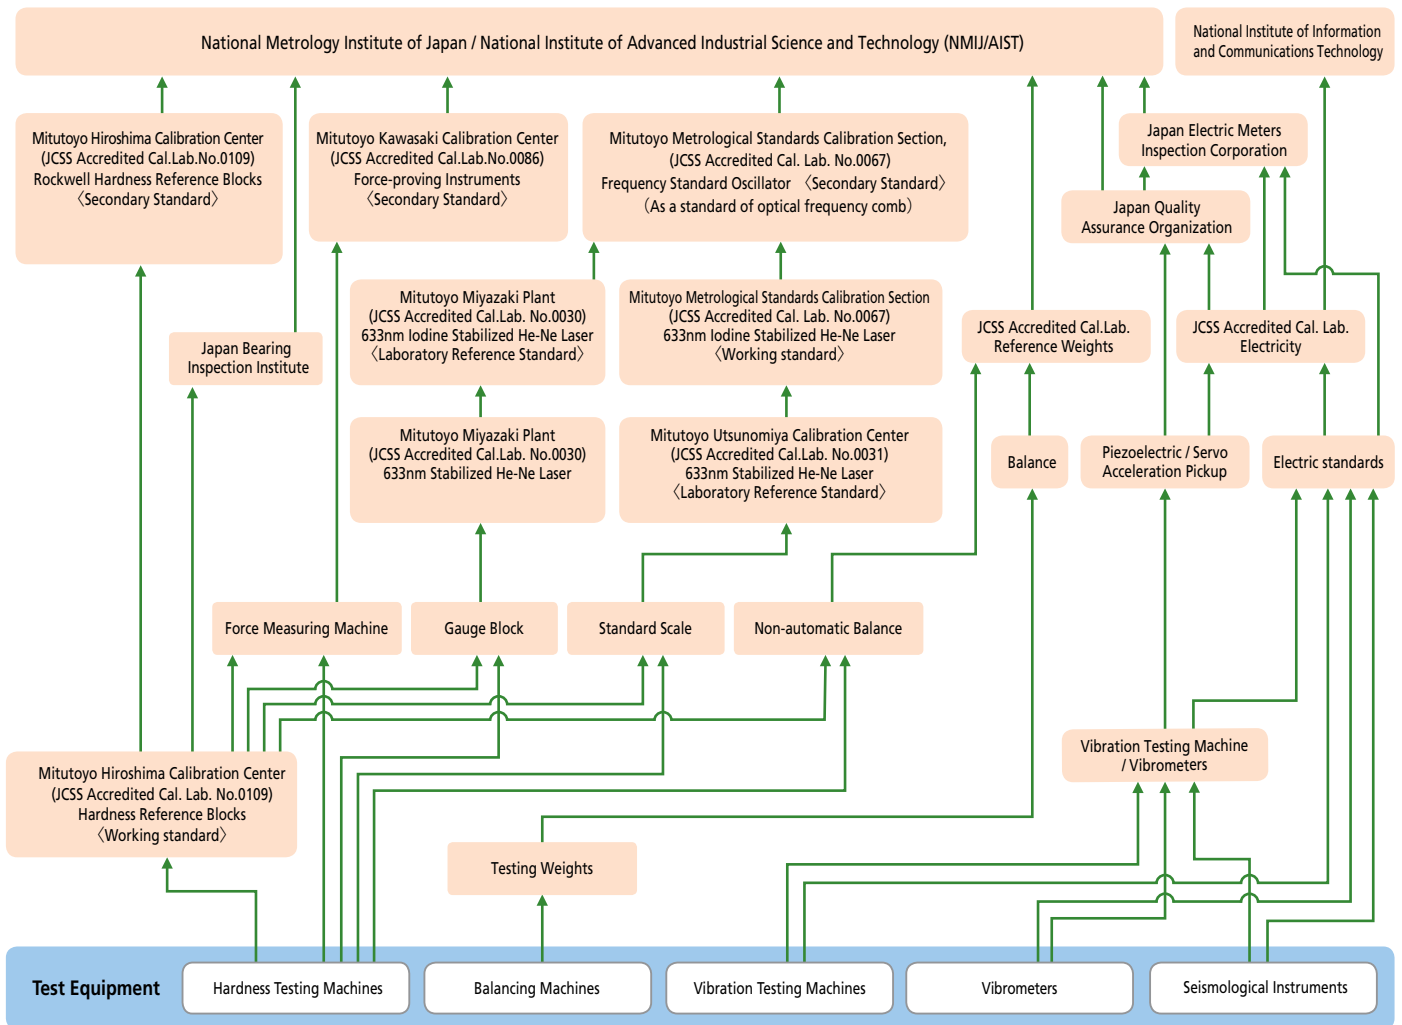 National Metrology Institute of Japan / National Institute of Advanced Industrial Science and Technology (NMIJ/AIST)
National Institute of Information
and Communications Technology
Mitutoyo Hiroshima Calibration Center
(JCSS Accredited Cal.Lab.No.0109)
Rockwell Hardness Reference Blocks
〈Secondary Standard〉
Mitutoyo Kawasaki Calibration Center
(JCSS Accredited Cal.Lab.No.0086)
Force-proving Instruments
〈Secondary Standard〉
Mitutoyo Metrological Standards Calibration Section,
(JCSS Accredited Cal. Lab. No.0067)
Frequency Standard Oscillator 〈Secondary Standard〉
(As a standard of optical frequency comb)
Japan Electric Meters
Inspection Corporation
Japan Quality
Assurance Organization
Japan Bearing
Inspection Institute
Mitutoyo Miyazaki Plant
(JCSS Accredited Cal.Lab. No.0030)
633nm Iodine Stabilized He-Ne Laser
〈Laboratory Reference Standard〉
Mitutoyo Metrological Standards Calibration Section
(JCSS Accredited Cal. Lab. No.0067)
633nm Iodine Stabilized He-Ne Laser
〈Working standard〉
JCSS Accredited Cal.Lab.
Reference Weights
JCSS Accredited Cal. Lab.
Electricity
Mitutoyo Miyazaki Plant
(JCSS Accredited Cal.Lab. No.0030)
633nm Stabilized He-Ne Laser
Mitutoyo Utsunomiya Calibration Center
(JCSS Accredited Cal.Lab. No.0031)
633nm Stabilized He-Ne Laser
〈Laboratory Reference Standard〉
Balance
Piezoelectric / Servo
Acceleration Pickup
Electric standards
Force Measuring Machine
Gauge Block
Standard Scale
Non-automatic Balance
Mitutoyo Hiroshima Calibration Center
(JCSS Accredited Cal. Lab. No.0109)
Hardness Reference Blocks
〈Working standard〉
Vibration Testing Machine
/ Vibrometers
Testing Weights
Test Equipment
Hardness Testing Machines
Balancing Machines
Vibration Testing Machines
Vibrometers
Seismological Instruments